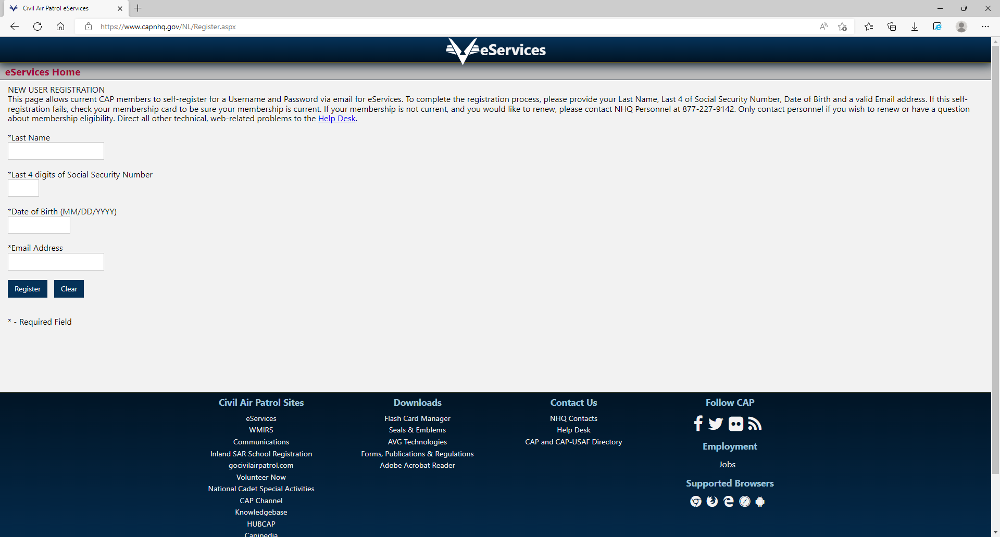 Civil Air Patrol eServices
https://www.capnhq.gov/NL/Register.aspx
eServices
eServices Home
NEW USER REGISTRATION
This page allows current CAP members to self-register for a Username and Password via email for eServices. To complete the registration process, please provide your Last Name, Last 4 of Social Security Number, Date of Birth and a valid Email address. If this self-
registration fails, check your membership card to be sure your membership is current. If your membership is not current, and you would like to renew, please contact NHQ Personnel at 877-227-9142. Only contact personnel if you wish to renew or have a question
about membership eligibility. Direct all other technical, web-related problems to the Help Desk.
*Last Name
*Last 4 digits of Social Security Number
*Date of Birth (MM/DD/YYYY)
*Email Address
Register Clear
* - Required Field
Civil Air Patrol Sites
eServices
WMIRS
Communications
Inland SAR School Registration
gocivilairpatrol.com
Volunteer Now
National Cadet Special Activities
CAP Channel
Knowledgebase
HUBCAP
Capipedia
Downloads
Flash Card Manager
Seals & Emblems
AVG Technologies
Forms, Publications & Regulations
Adobe Acrobat Reader
Contact Us
NHQ Contacts
Help Desk
CAP and CAP-USAF Directory
Follow CAP
Employment
Jobs
Supported Browsers